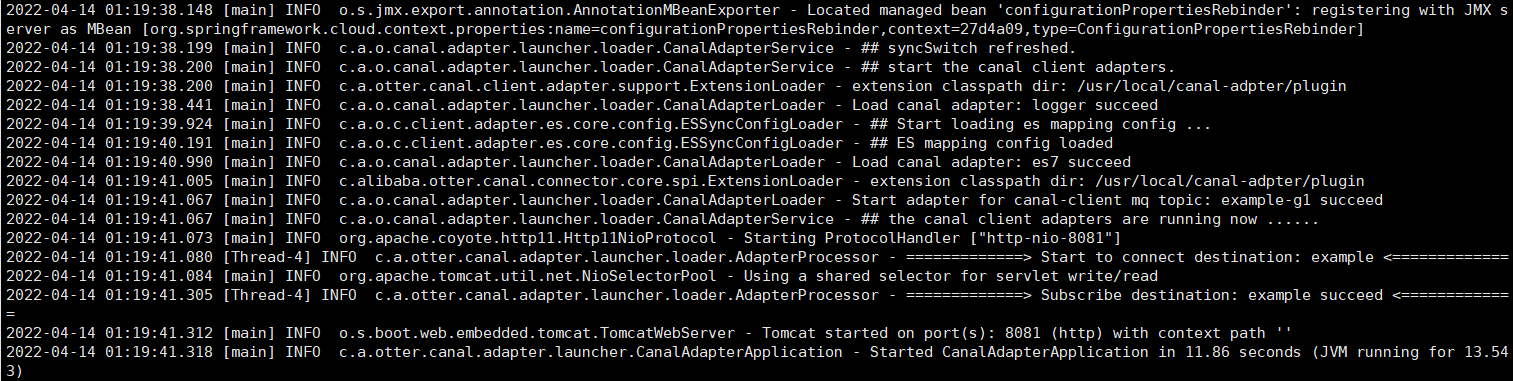 2022-04-14 01:19:38.148 [main] INFO  o.s.jmx.export.annotation.AnnotationMBeanExporter - Located managed bean 'configurationPropertiesRebinder': registering with JMX s
erver as MBean [org.springframework.cloud.context.properties:name=configurationPropertiesRebinder,context=27d4a09,type=ConfigurationPropertiesRebinder]
2022-04-14 01:19:38.199 [main] INFO  c.a.o.canal.adapter.launcher.loader.CanalAdapterService - ## syncSwitch refreshed.
2022-04-14 01:19:38.200 [main] INFO  c.a.o.canal.adapter.launcher.loader.CanalAdapterService - ## start the canal client adapters.
2022-04-14 01:19:38.200 [main] INFO  c.a.otter.canal.client.adapter.support.ExtensionLoader - extension classpath dir: /usr/local/canal-adpter/plugin
2022-04-14 01:19:38.441 [main] INFO  c.a.o.canal.adapter.launcher.loader.CanalAdapterLoader - Load canal adapter: logger succeed
2022-04-14 01:19:39.924 [main] INFO  c.a.o.c.client.adapter.es.core.config.ESSyncConfigLoader - ## Start loading es mapping config ...
2022-04-14 01:19:40.191 [main] INFO  c.a.o.c.client.adapter.es.core.config.ESSyncConfigLoader - ## ES mapping config loaded
2022-04-14 01:19:40.990 [main] INFO  c.a.o.canal.adapter.launcher.loader.CanalAdapterLoader - Load canal adapter: es7 succeed
2022-04-14 01:19:41.005 [main] INFO  c.alibaba.otter.canal.connector.core.spi.ExtensionLoader - extension classpath dir: /usr/local/canal-adpter/plugin
2022-04-14 01:19:41.067 [main] INFO  c.a.o.canal.adapter.launcher.loader.CanalAdapterLoader - Start adapter for canal-client mq topic: example-g1 succeed
2022-04-14 01:19:41.067 [main] INFO  c.a.o.canal.adapter.launcher.loader.CanalAdapterService - ## the canal client adapters are running now ......
2022-04-14 01:19:41.073 [main] INFO  org.apache.coyote.http11.Http11NioProtocol - Starting ProtocolHandler ["http-nio-8081"]
2022-04-14 01:19:41.080 [Thread-4] INFO  c.a.otter.canal.adapter.launcher.loader.AdapterProcessor - =============> Start to connect destination: example <=============
2022-04-14 01:19:41.084 [main] INFO  org.apache.tomcat.util.net.NioSelectorPool - Using a shared selector for servlet write/read
2022-04-14 01:19:41.305 [Thread-4] INFO  c.a.otter.canal.adapter.launcher.loader.AdapterProcessor - =============> Subscribe destination: example succeed <============
=
2022-04-14 01:19:41.312 [main] INFO  o.s.boot.web.embedded.tomcat.TomcatWebServer - Tomcat started on port(s): 8081 (http) with context path ''
2022-04-14 01:19:41.318 [main] INFO  c.a.otter.canal.adapter.launcher.CanalAdapterApplication - Started CanalAdapterApplication in 11.86 seconds (JVM running for 13.54
3)